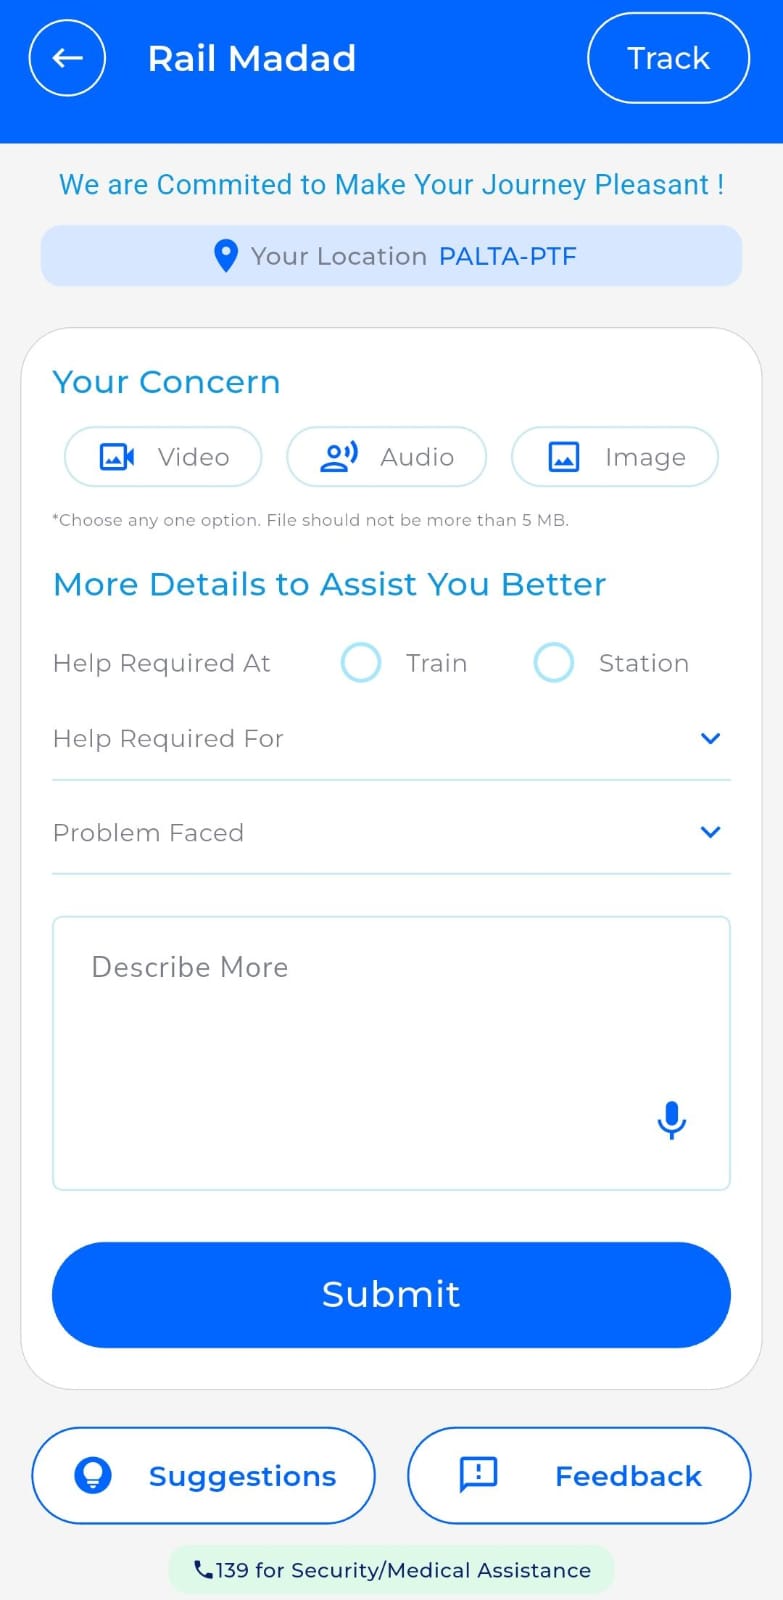 Rail Madad
Track
We are Commited to Make Your Journey Pleasant !
Your Location PALTA-PTF
Your Concern
Video Audio Image
*Choose any one option. File should not be more than 5 MB.
More Details to Assist You Better
Help Required At Train Station
Help Required For
Problem Faced
Describe More
Submit
Suggestions Feedback
139 for Security/Medical Assistance